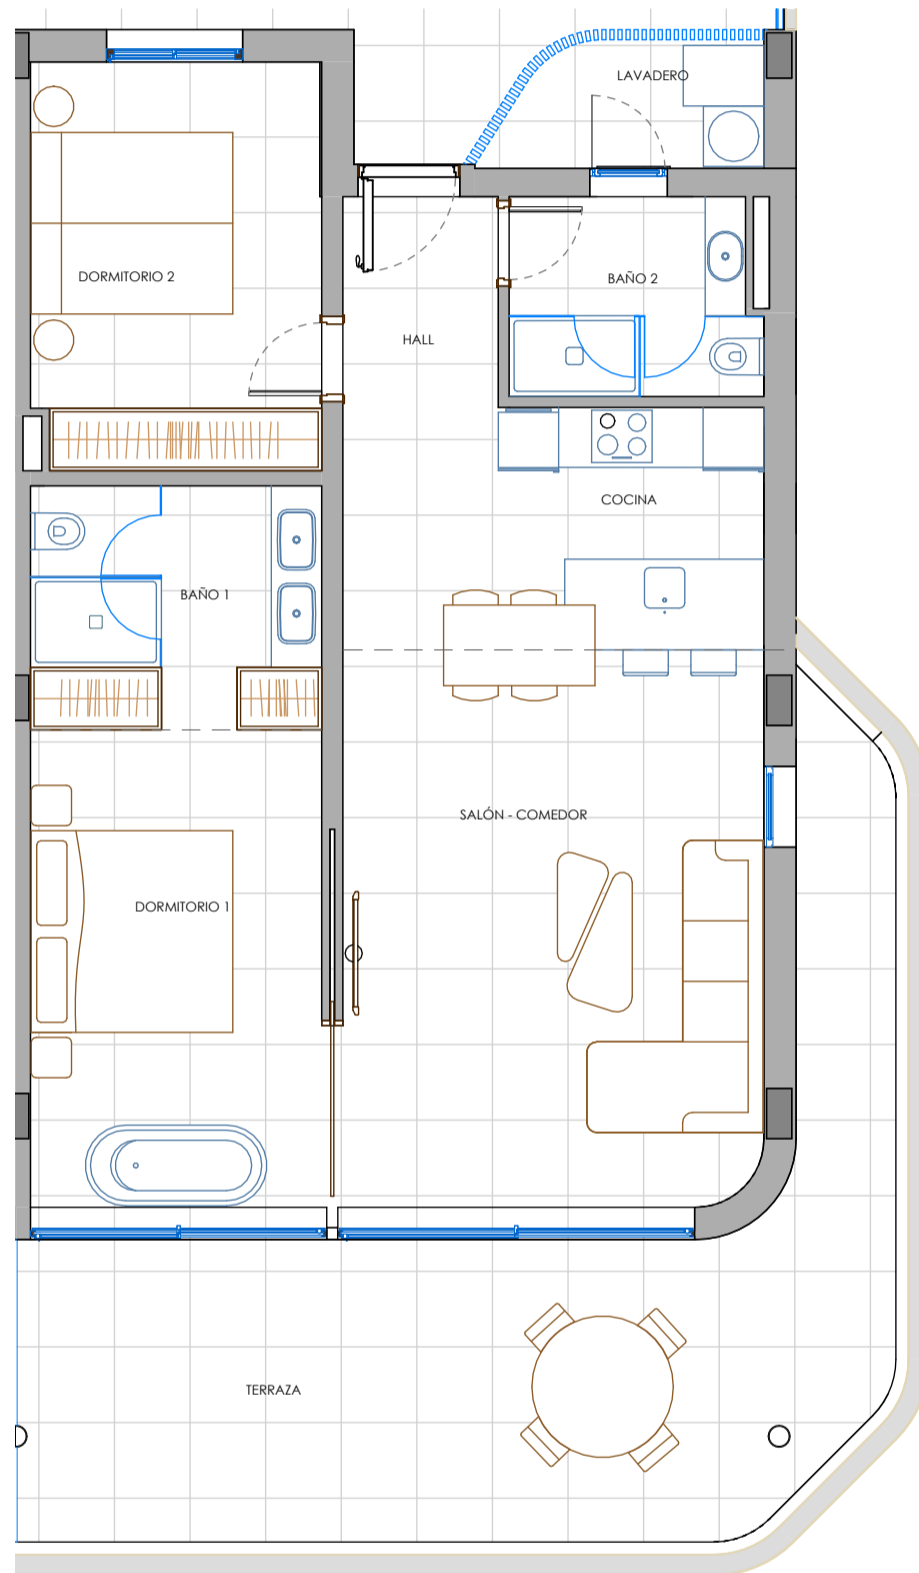 LAVADERO
DORMITORIO 2
BAÑO 2
HALL
COCINA
BAÑO 1
SALÓN - COMEDOR
DORMITORIO 1
TERRAZA